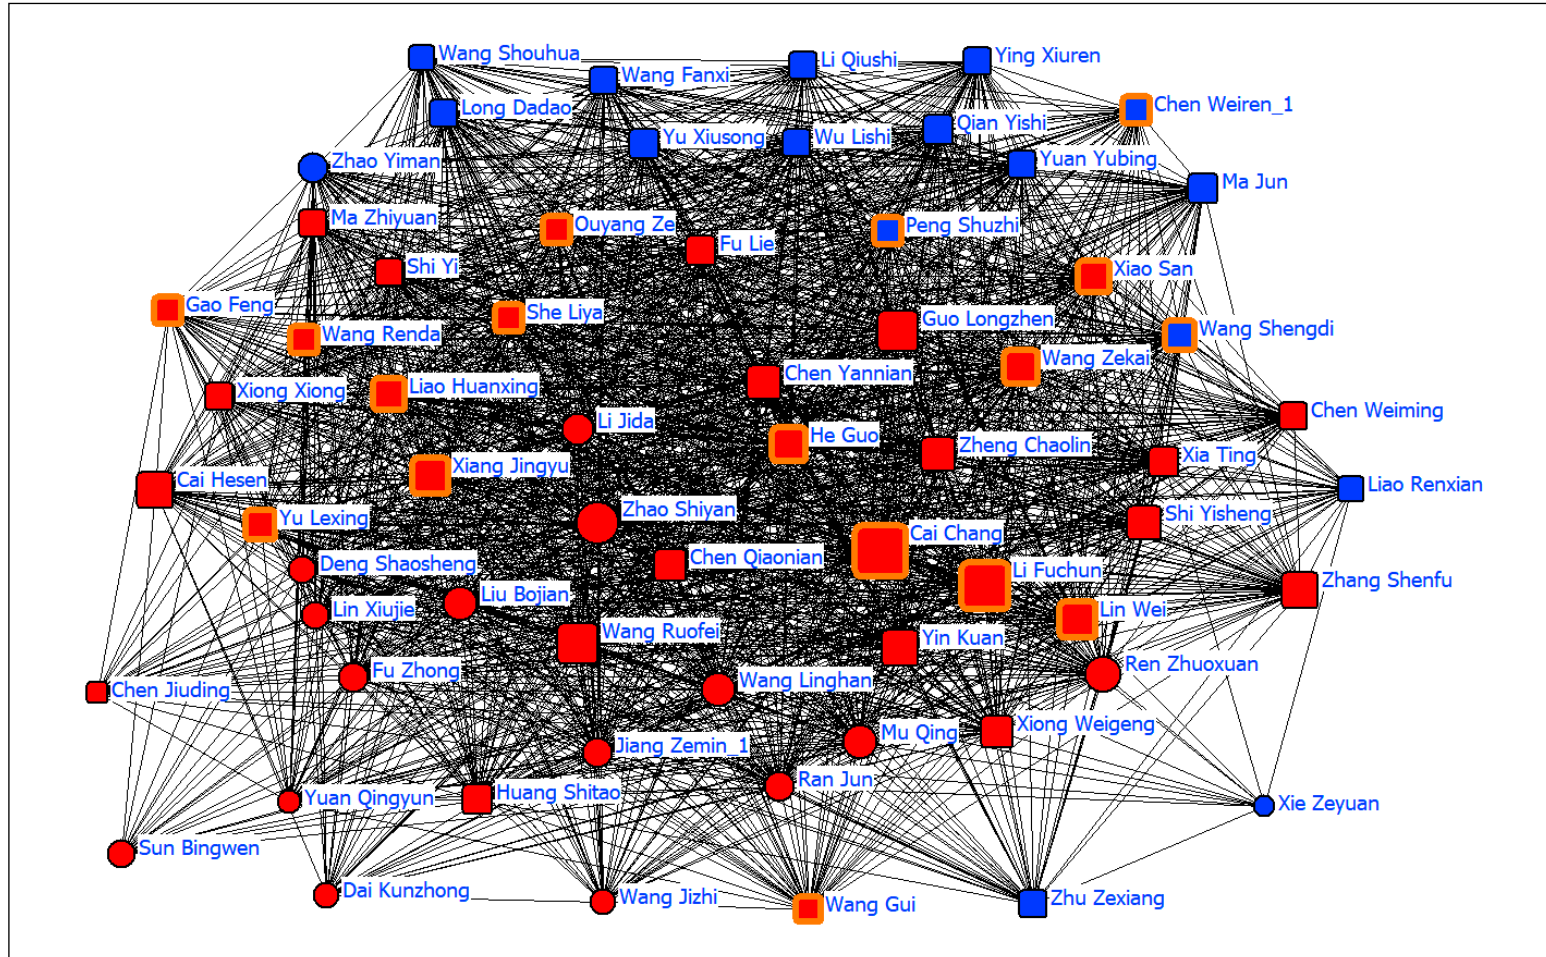 Wang Shouhua
Li Qiushi
Ying Xiuren
Wang Fanxi
Long Dadao
Chen Weiren_1
Yu Xiusong
Wu Lishi
Qian Yishi
Yuan Yubing
Zhao Yiman
Ma Jun
Ma Zhiyuan
Ouyang Ze
Peng Shuzhi
Fu Lie
Shi Yi
Xiao San
Gao Feng
She Liya
Guo Longzhen
Wang Shengdi
Wang Renda
Wang Zekai
Chen Yannian
Liao Huanxing
Xiong Xiong
Chen Weiming
Li Jida
He Guo
Zheng Chaolin
Xia Ting
Xiang Jingyu
Cai Hesen
Liao Renxian
Zhao Shiyan
Shi Yisheng
Yu Lexing
Cai Chang
Chen Qiaonian
Deng Shaosheng
Li Fuchun
Zhang Shenfu
Liu Bojian
Lin Xiujie
Lin Wei
Wang Ruofei
Yin Kuan
Ren Zhuoxuan
Fu Zhong
Wang Linghan
Chen Jiuding
Xiong Weigeng
Mu Qing
Jiang Zemin_1
Ran Jun
Huang Shitao
Yuan Qingyun
Xie Zeyuan
Sun Bingwen
Dai Kunzhong
Wang Jizhi
Wang Gui
Zhu Zexiang